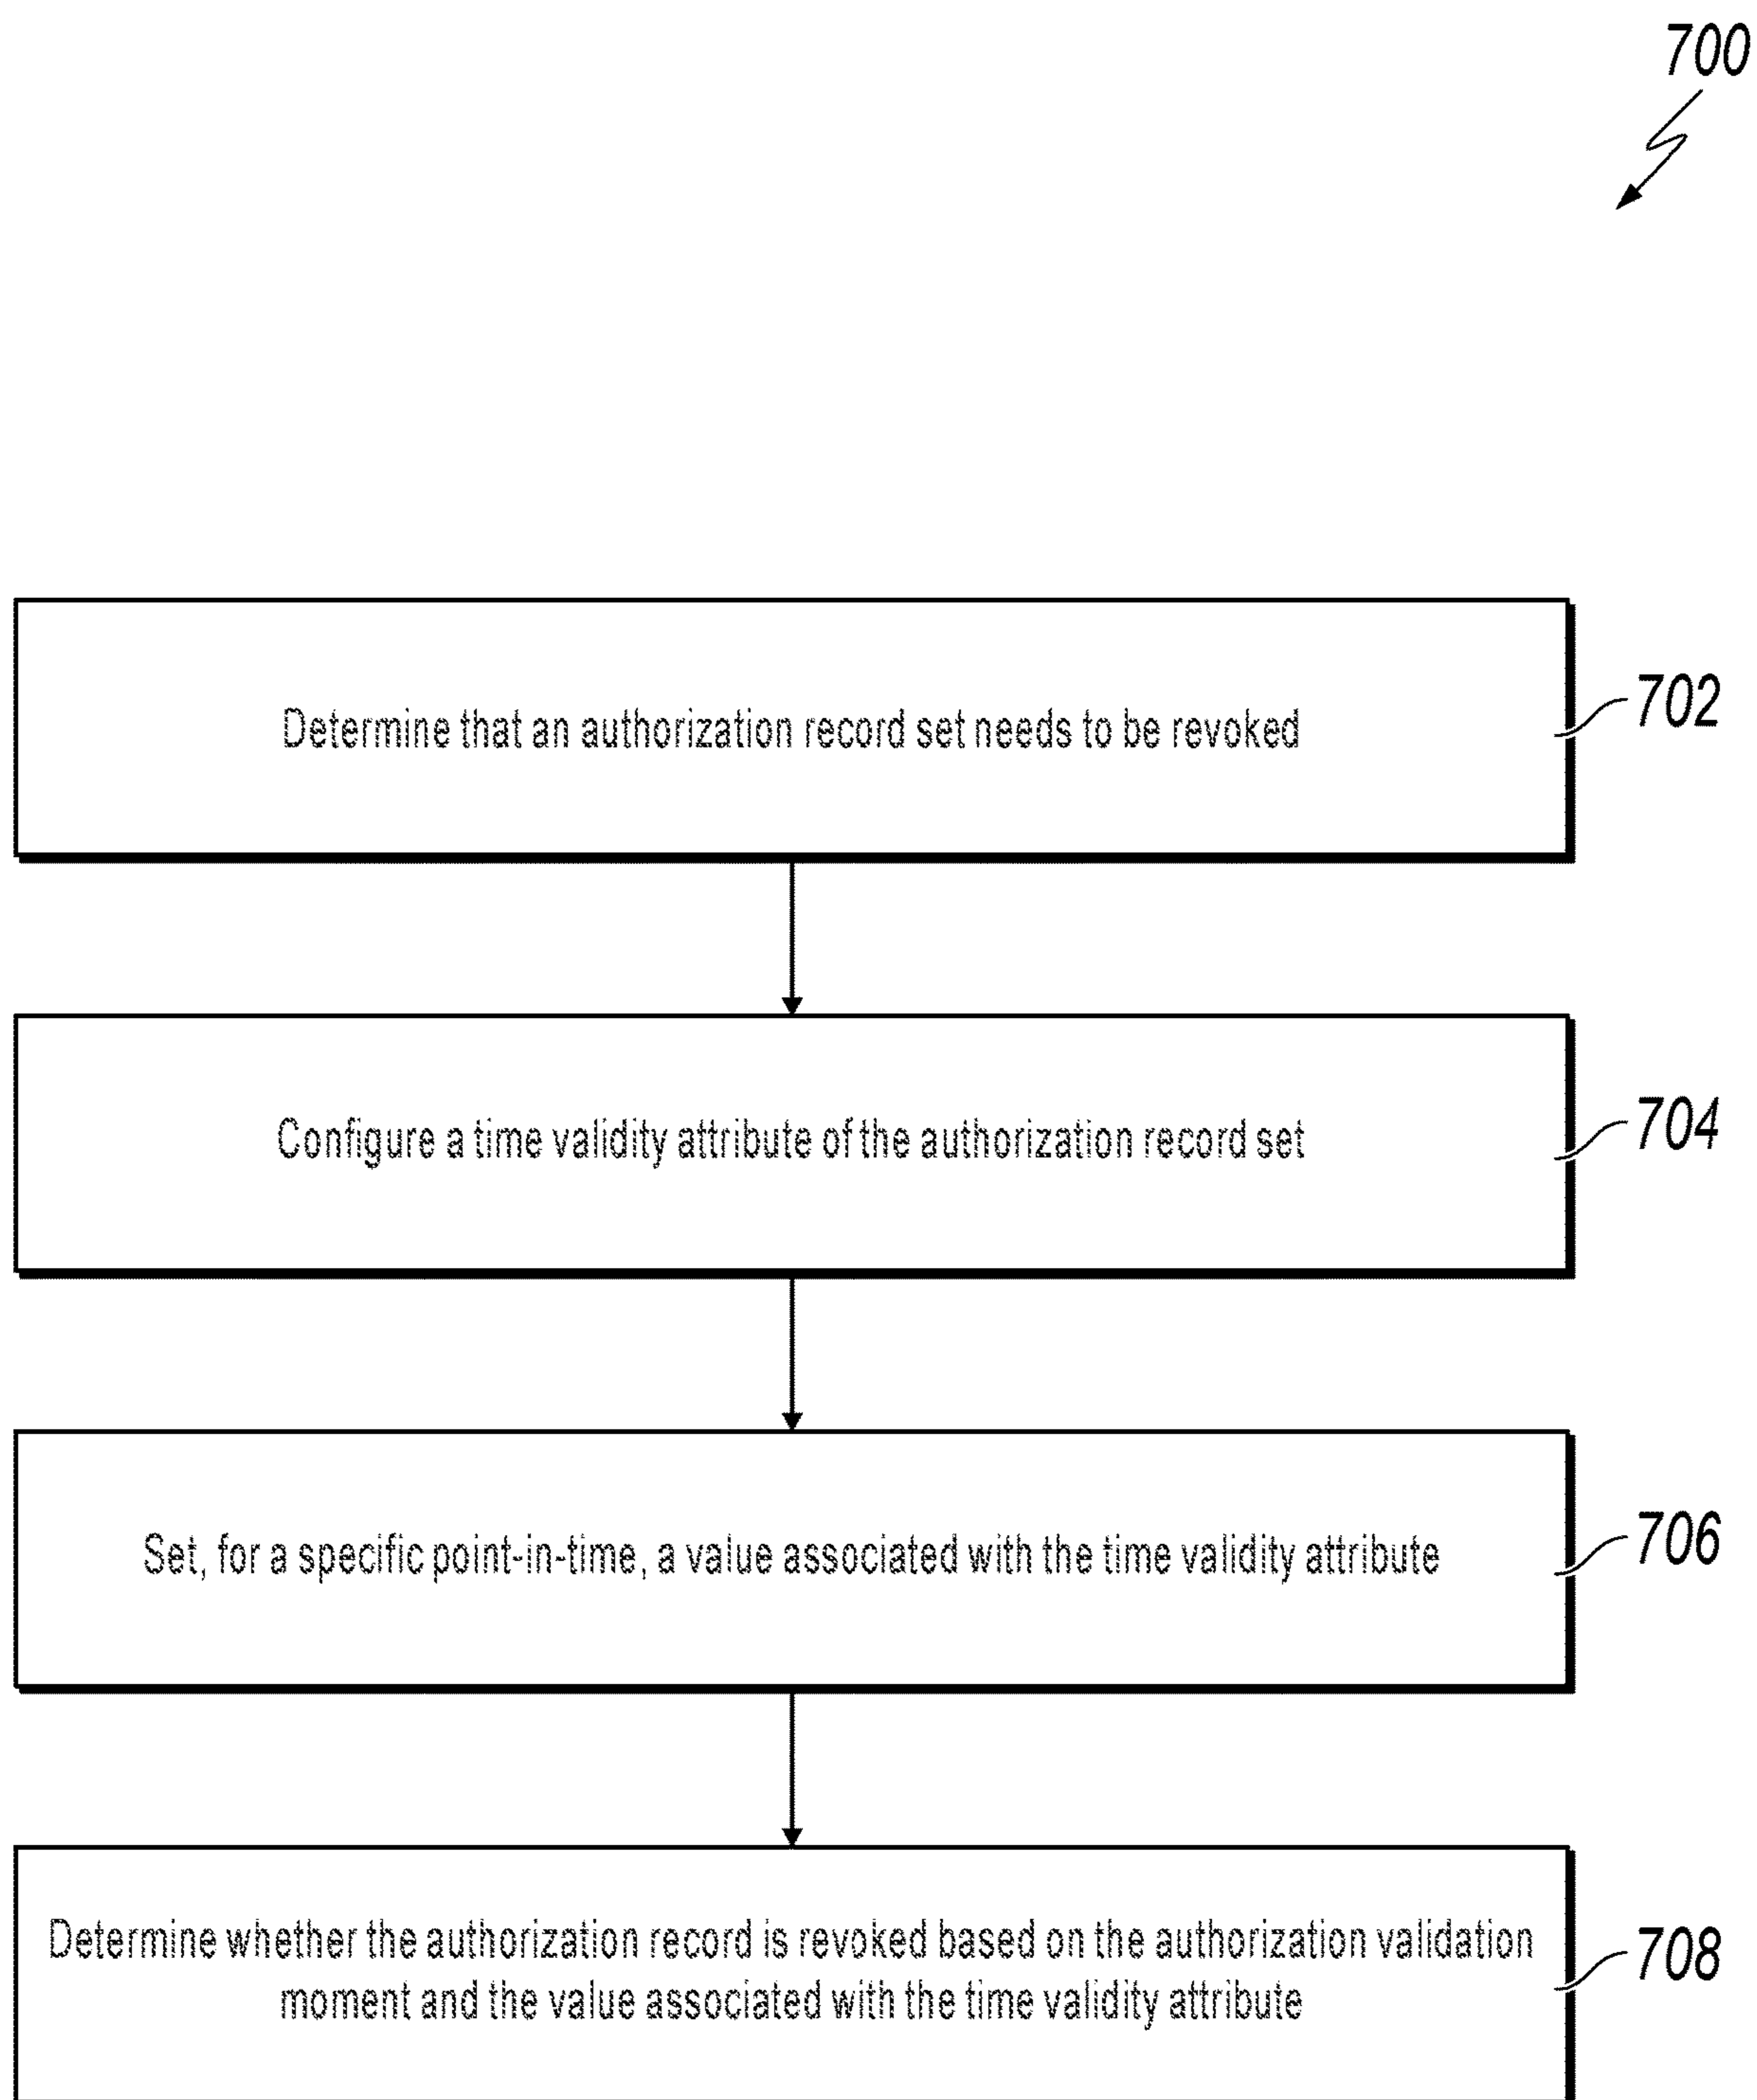 700
Determine that an authorization record set needs to be revoked
702
Configure a time validity attribute of the authorization record set
704
Set, for a specific point-in-time, a value associated with the time validity attribute
706
Determine whether the authorization record is revoked based on the authorization validation
moment and the value associated with the time validity attribute
708